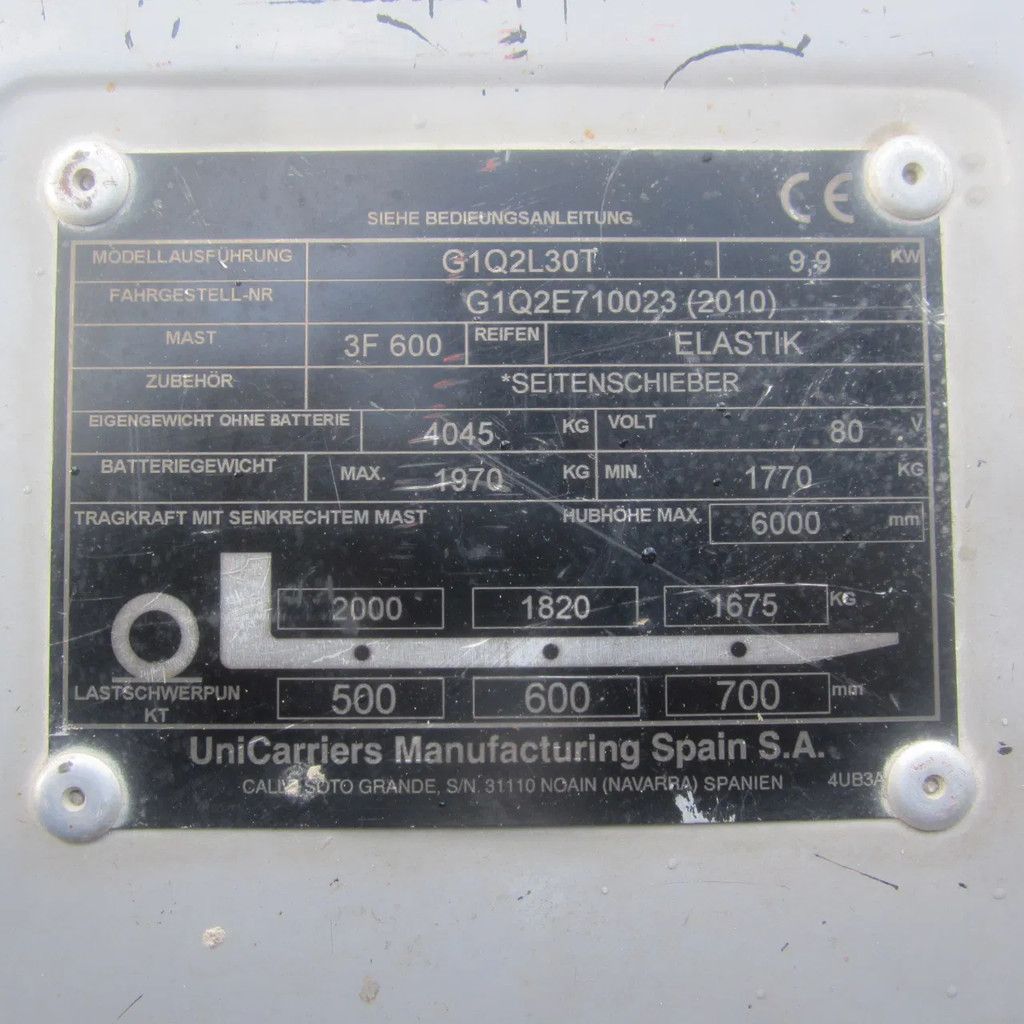 CE
SIEHE BEDIEUNGSANLEITUNG
MODELLAUSFÜHRUNG G1Q2L30T 9,9 KW
FAHRGESTELL-NR G1Q2E710023 (2010)
MAST 3F 600 REIFEN ELASTIK
ZUBEHÖR *SEITENSCHIEBER
EIGENGEWICHT OHNE BATTERIE 4045 KG VOLT 80 V
BATTERIEGEWICHT MAX. 1970 KG MIN. 1770 KG
TRAGKRAFT MIT SENKRECHTEM MAST HUBHÖHE MAX. 6000 mm
2000 1820 1675 KG
LASTSCHWERPUN
KT
500 600 700 mm
UniCarriers Manufacturing Spain S.A.
SOTO GRANDE, S/N. 31110 NOAIN (NAVARRA) SPANIEN 4UB3A